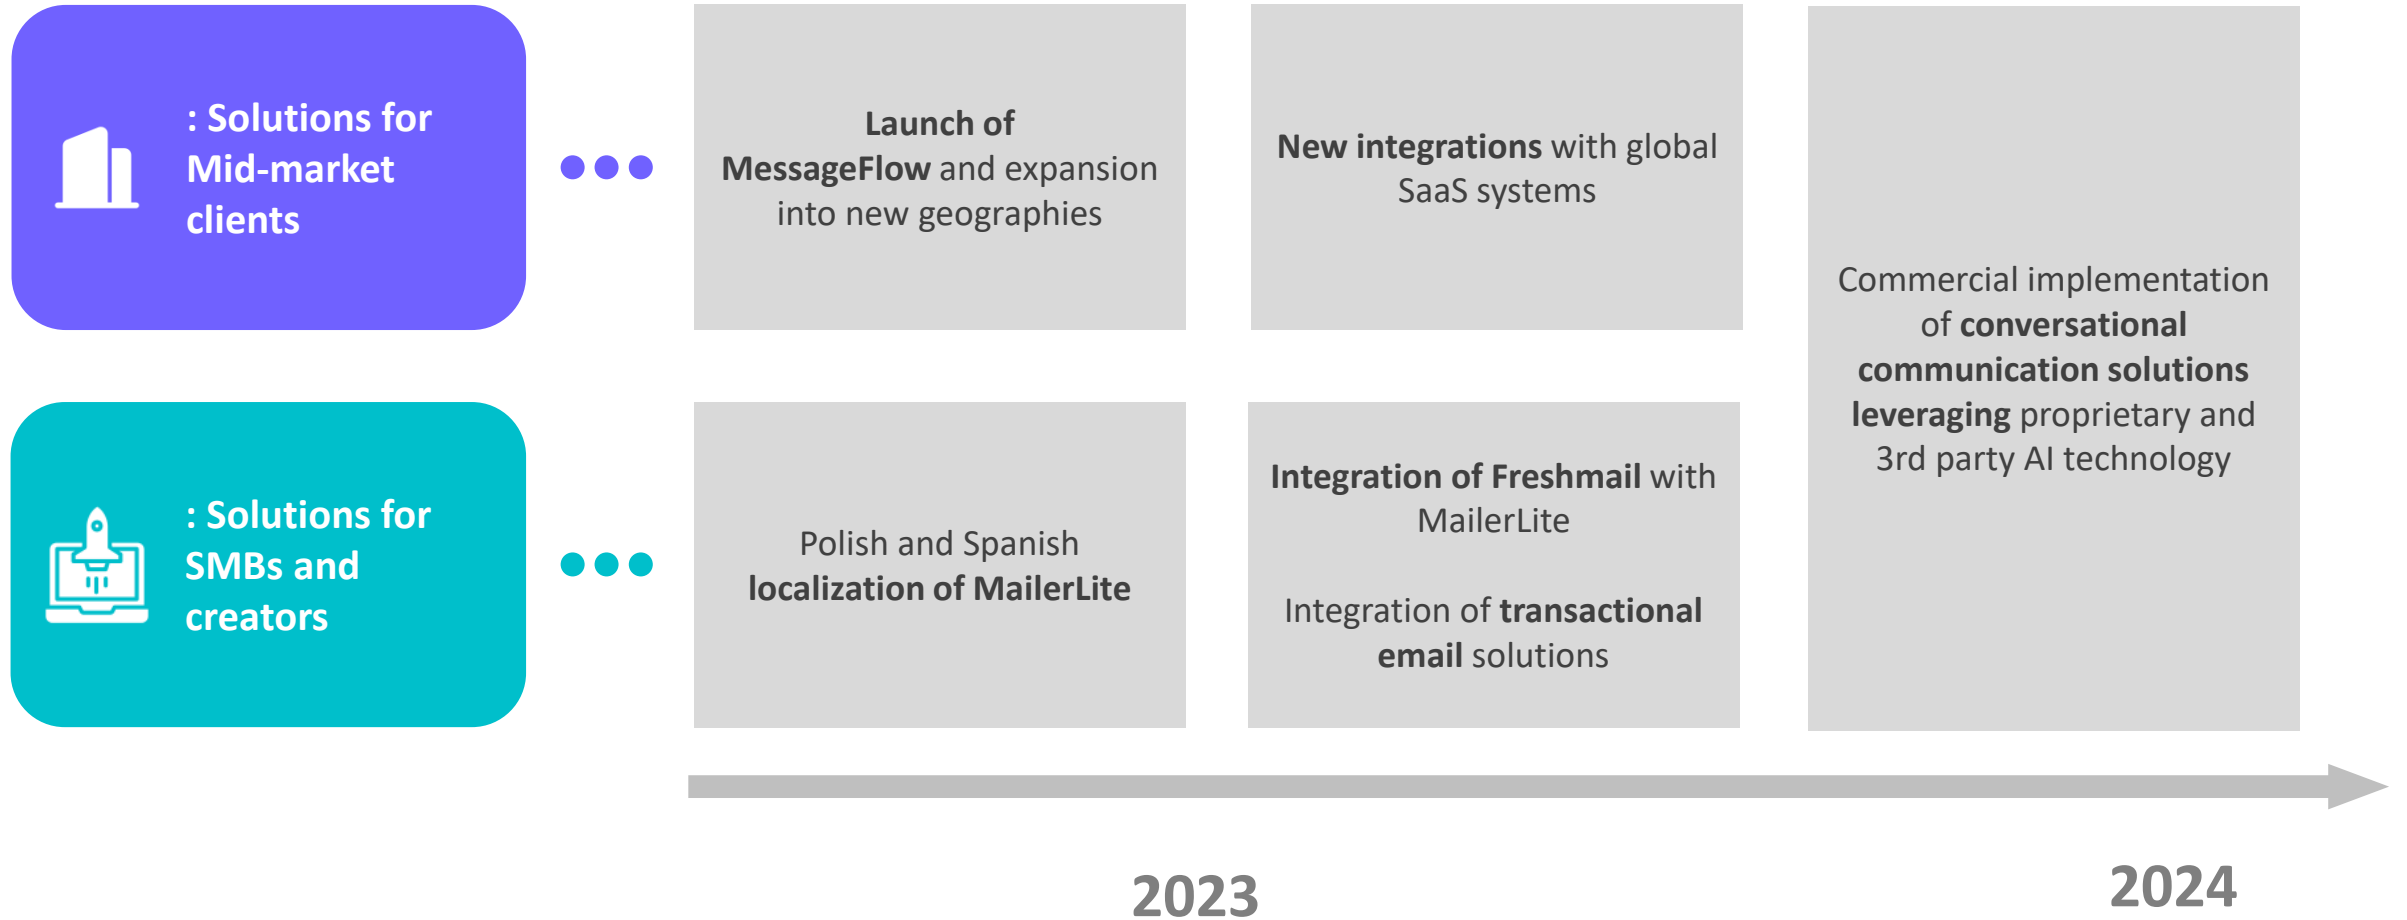 : Solutions for
Mid-market
clients
Launch of
MessageFlow and expansion
into new geographies
New integrations with global
SaaS systems
Commercial implementation
of conversational
communication solutions
leveraging proprietary and
3rd party AI technology
: Solutions for
SMBs and
creators
Polish and Spanish
localization of MailerLite
Integration of Freshmail with
MailerLite
Integration of transactional
email solutions
2023
2024